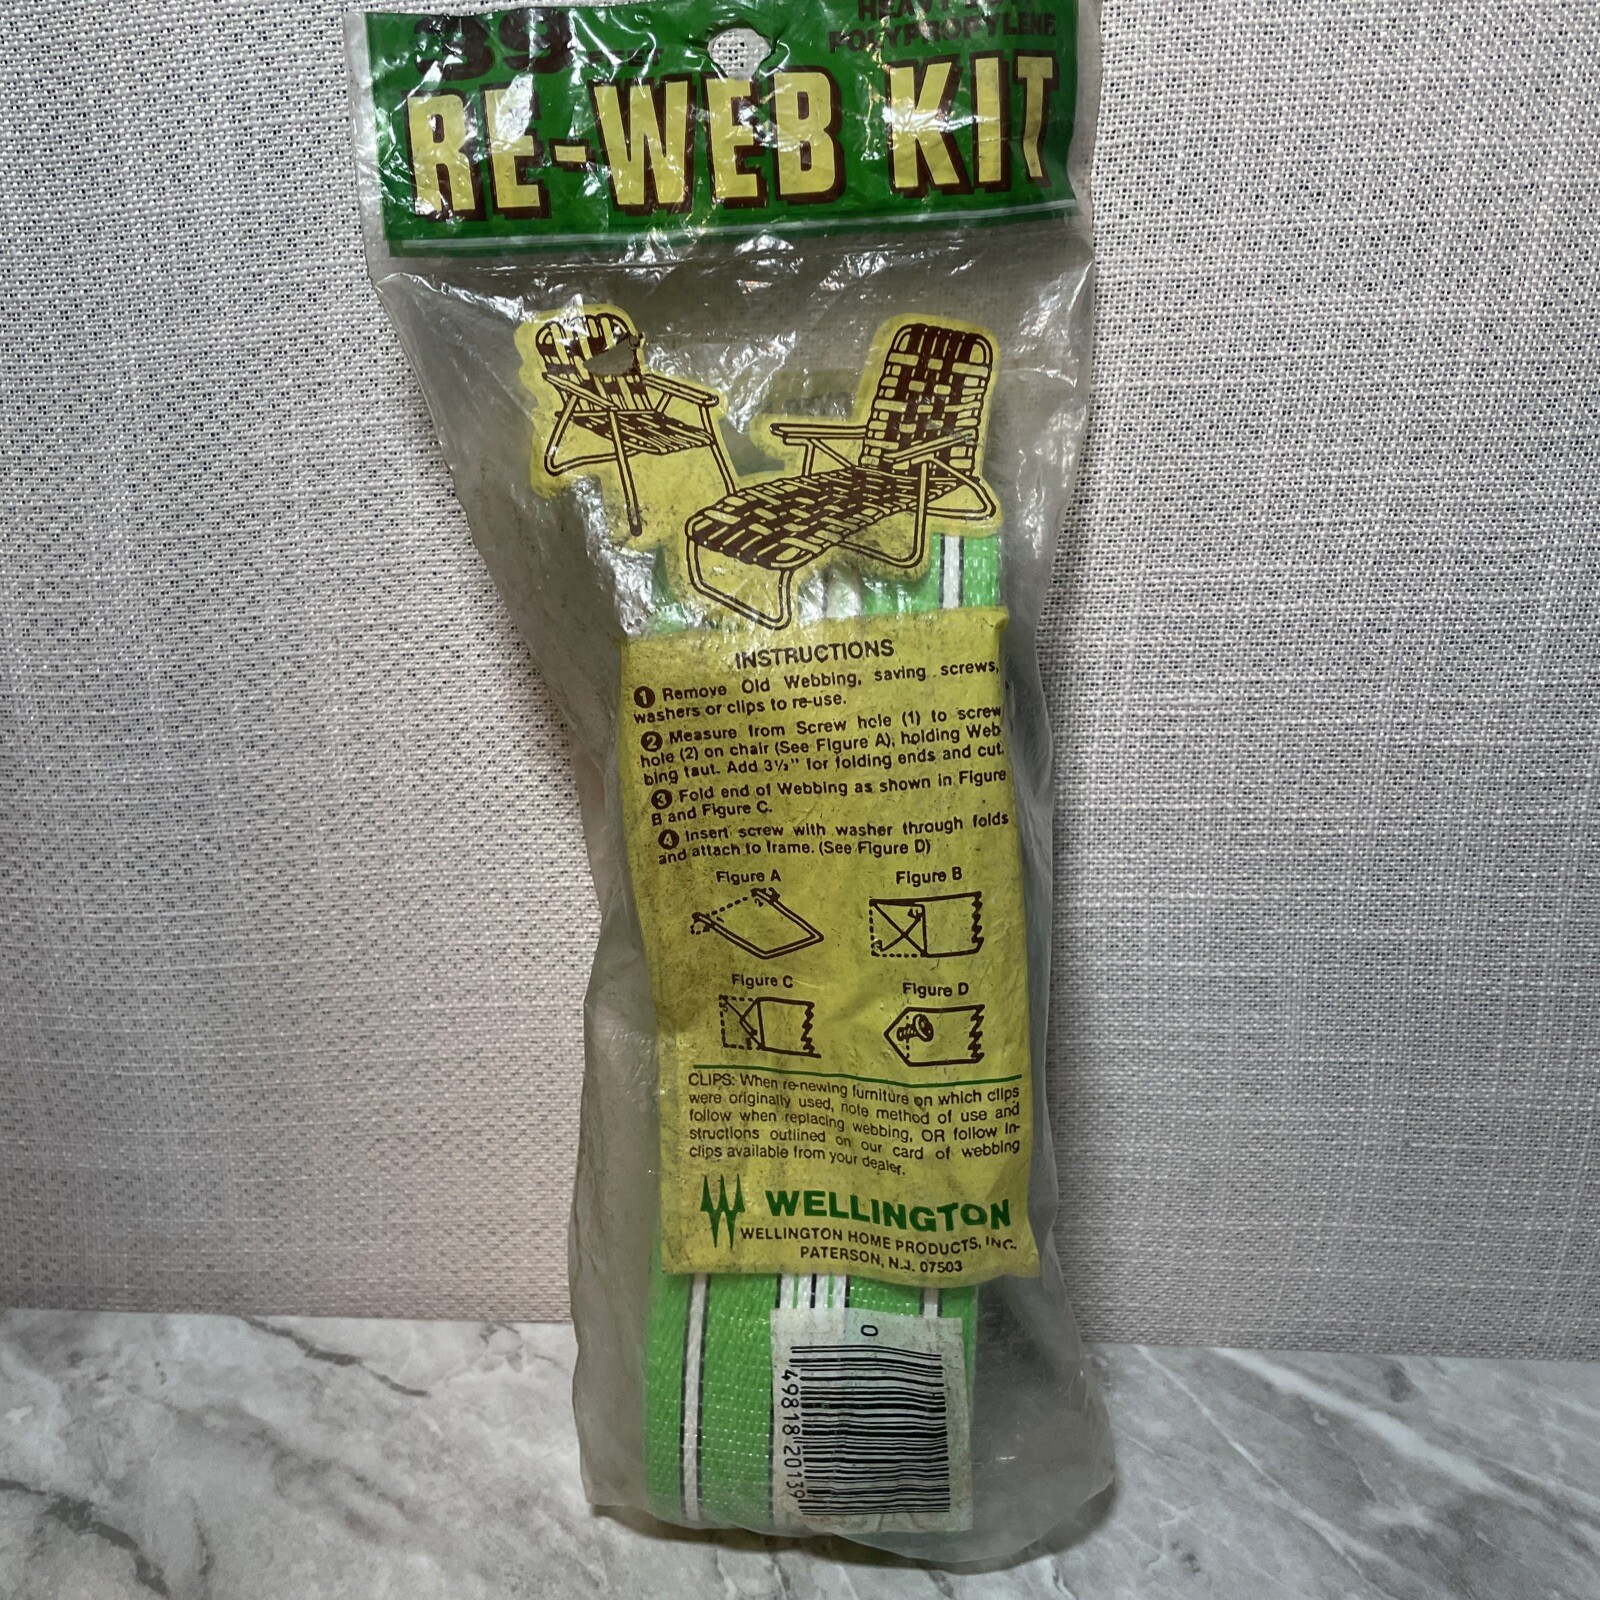 39 FEET
HEAVY DUTY
POLYPROPYLENE
RE-WEB KIT
INSTRUCTIONS
1 Remove Old Webbing, saving screws,
washers or clips to re-use.
2 Measure from Screw hole (1) to screw
hole (2) on chair (See Figure A), holding Web-
bing taut. Add 3½" for folding ends and cut.
3 Fold end of Webbing as shown in Figure
B and Figure C.
4 Insert screw with washer through folds
and attach to frame. (See Figure D)
Figure A
Figure B
Figure C
Figure D
CLIPS: When re-newing furniture on which clips
were originally used, note method of use and
follow when replacing webbing, OR follow in-
structions outlined on our card of webbing
clips available from your dealer.
W WELLINGTON
WELLINGTON HOME PRODUCTS, INC.
PATERSON, N.J. 07503
0
49818 20139